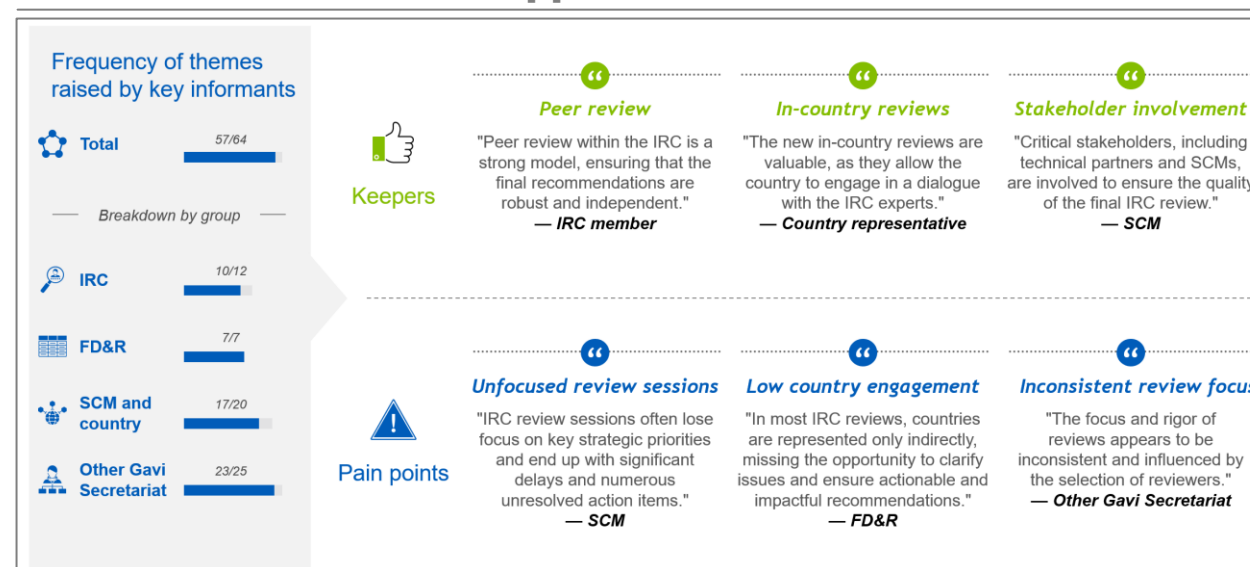 Frequency of themes
raised by key informants
Total
57/64
Breakdown by group
IRC
10/12
FD&R
7/7
SCM and
country
17/20
Other Gavi
Secretariat
23/25
Keepers
“
Peer review
"Peer review within the IRC is a
strong model, ensuring that the
final recommendations are
robust and independent."
— IRC member
“
In-country reviews
"The new in-country reviews are
valuable, as they allow the
country to engage in a dialogue
with the IRC experts."
— Country representative
“
Stakeholder involvement
"Critical stakeholders, including
technical partners and SCMs,
are involved to ensure the quality
of the final IRC review."
— SCM
Pain points
“
Unfocused review sessions
"IRC review sessions often lose
focus on key strategic priorities
and end up with significant
delays and numerous
unresolved action items."
— SCM
“
Low country engagement
"In most IRC reviews, countries
are represented only indirectly,
missing the opportunity to clarify
issues and ensure actionable and
impactful recommendations."
— FD&R
“
Inconsistent review focus
"The focus and rigor of
reviews appears to be
inconsistent and influenced by
the selection of reviewers."
— Other Gavi Secretariat